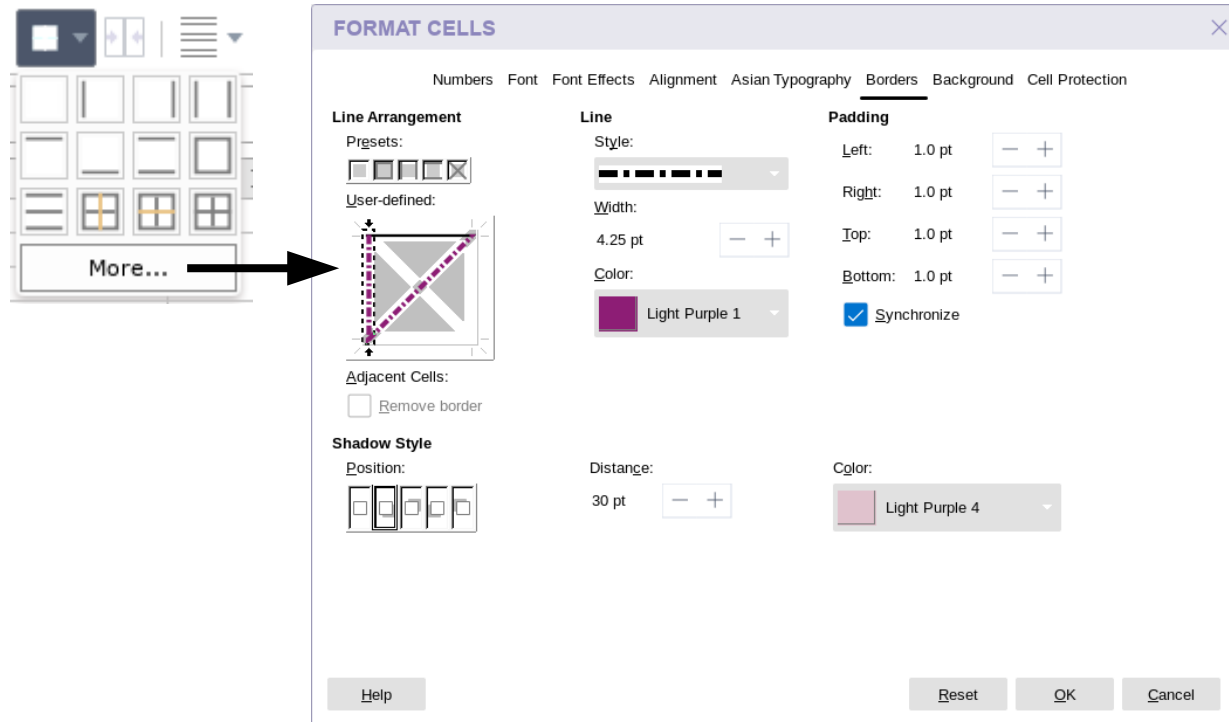 More...
FORMAT CELLS
Numbers Font Font Effects Alignment Asian Typography Borders Background Cell Protection
Line Arrangement
Presets:
User-defined:
Adjacent Cells:
Remove border
Line
Style:
Width:
4.25 pt
Color:
Light Purple 1
Padding
Left: 1.0 pt
Right: 1.0 pt
Top: 1.0 pt
Bottom: 1.0 pt
Synchronize
Shadow Style
Position:
Distance:
30 pt
Color:
Light Purple 4
Help Reset OK Cancel